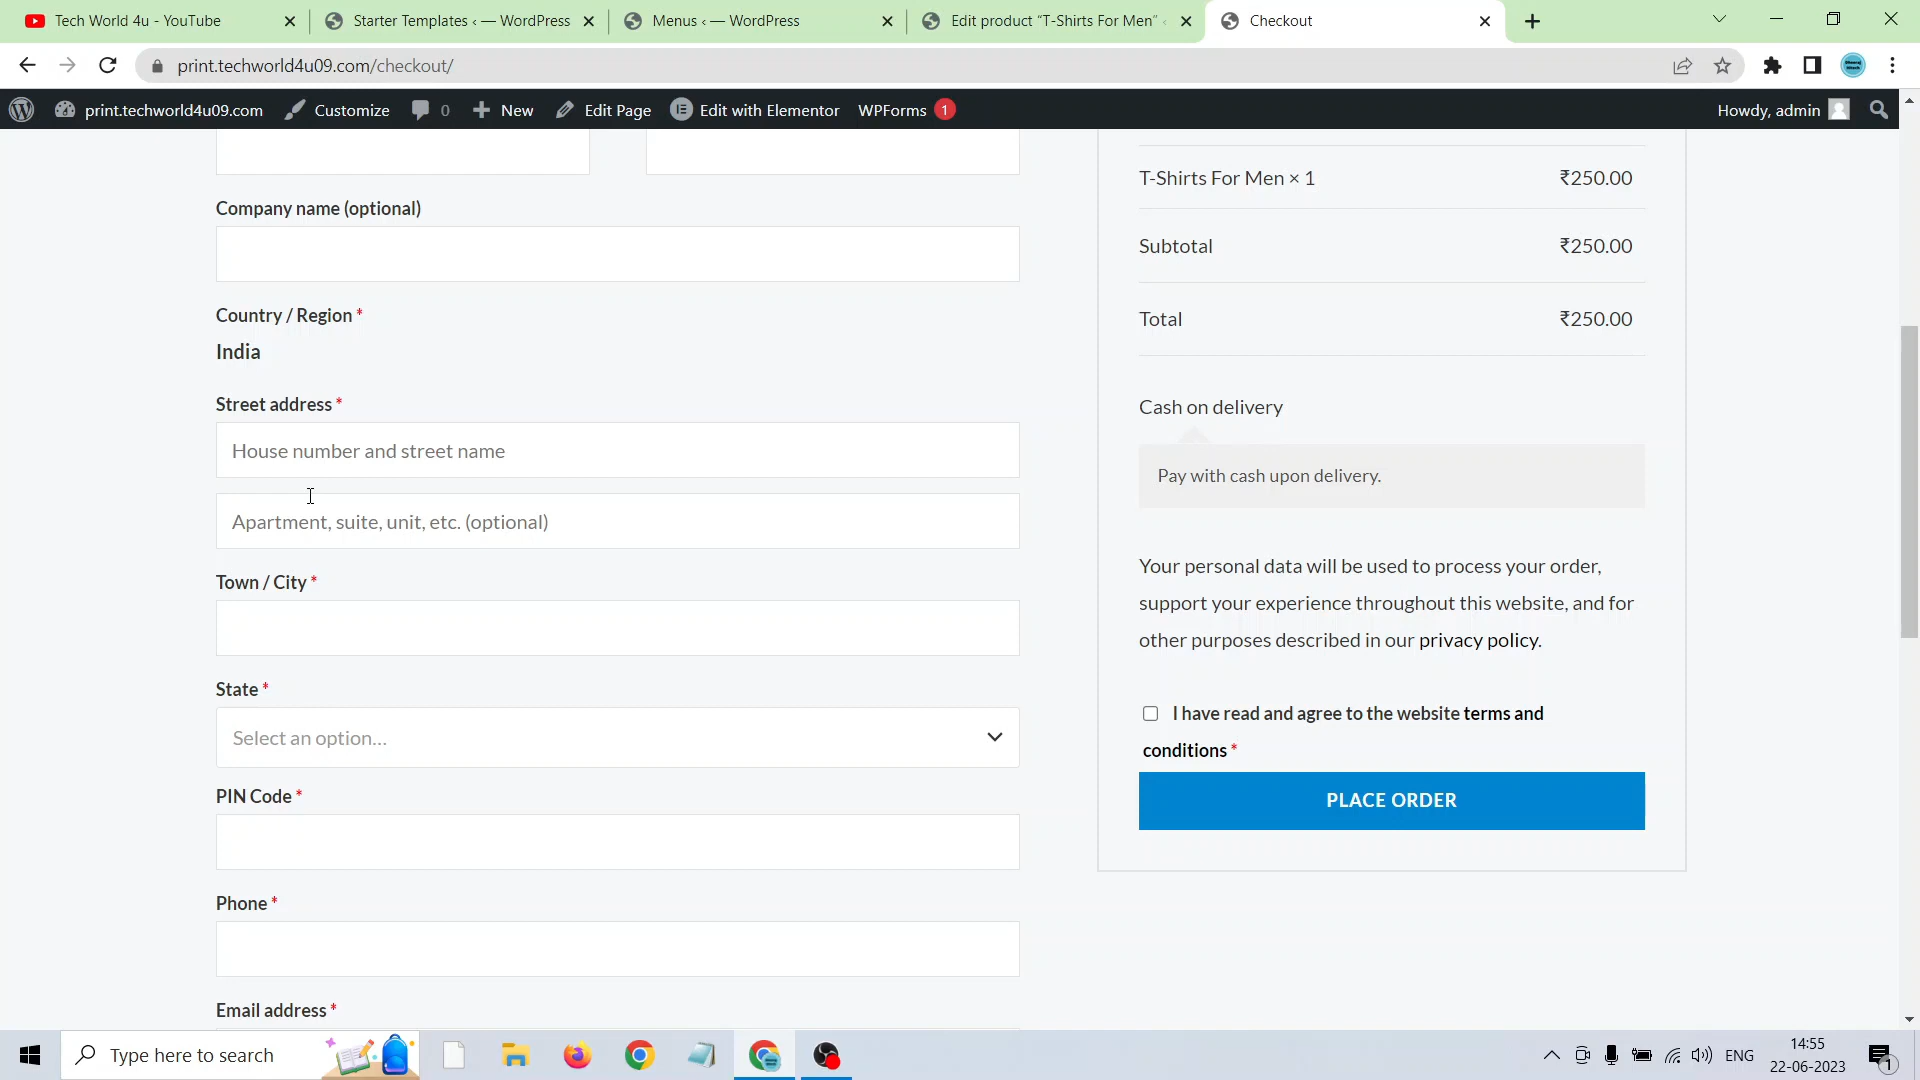 Tech World 4u - YouTube
Starter Templates ‹ — WordPress
Menus ‹ — WordPress
Edit product “T-Shirts For Men” ‹
Checkout
print.techworld4u09.com/checkout/
print.techworld4u09.com
Customize
0
New
Edit Page
Edit with Elementor
WPForms 1
Howdy, admin
Company name (optional)
Country / Region *
India
Street address *
House number and street name
Apartment, suite, unit, etc. (optional)
Town / City *
State *
Select an option…
PIN Code *
Phone *
Email address *
T-Shirts For Men × 1 ₹250.00
Subtotal ₹250.00
Total ₹250.00
Cash on delivery
Pay with cash upon delivery.
Your personal data will be used to process your order,
support your experience throughout this website, and for
other purposes described in our privacy policy.
I have read and agree to the website terms and
conditions *
PLACE ORDER
Type here to search
ENG
14:55
22-06-2023
1